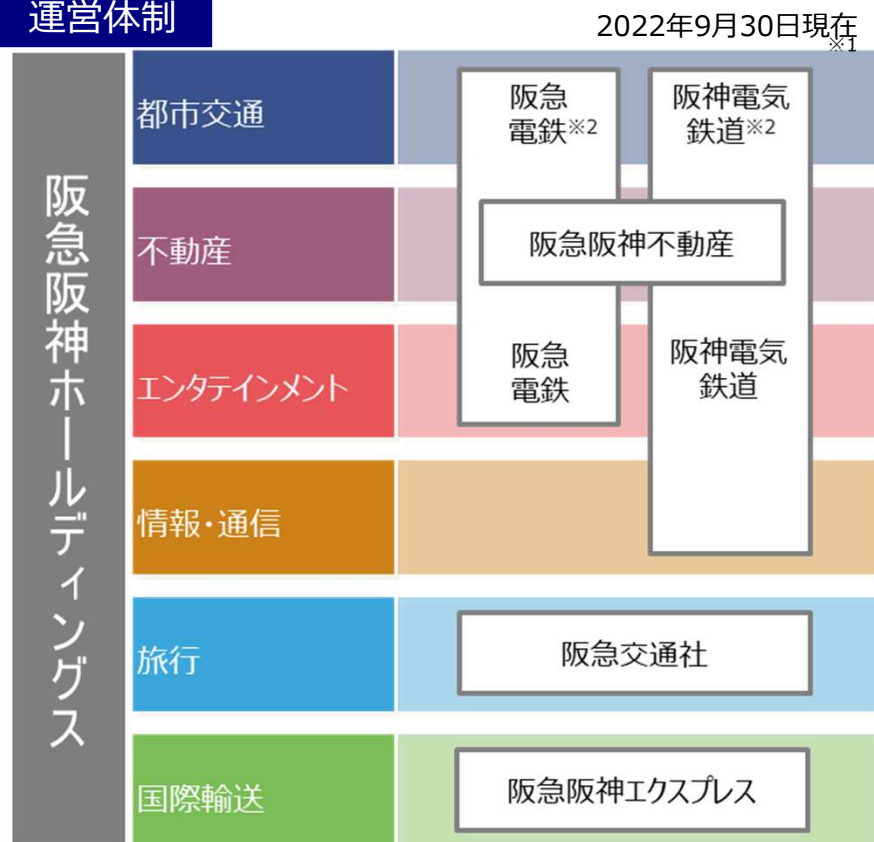 運営体制
2022年9月30日現在
※1
阪急阪神ホールディングス
都市交通
阪急
電鉄※2
阪神電気
鉄道※2
不動産
阪急阪神不動産
エンタテインメント
阪急
電鉄
阪神電気
鉄道
情報・通信
旅行
阪急交通社
国際輸送
阪急阪神エクスプレス